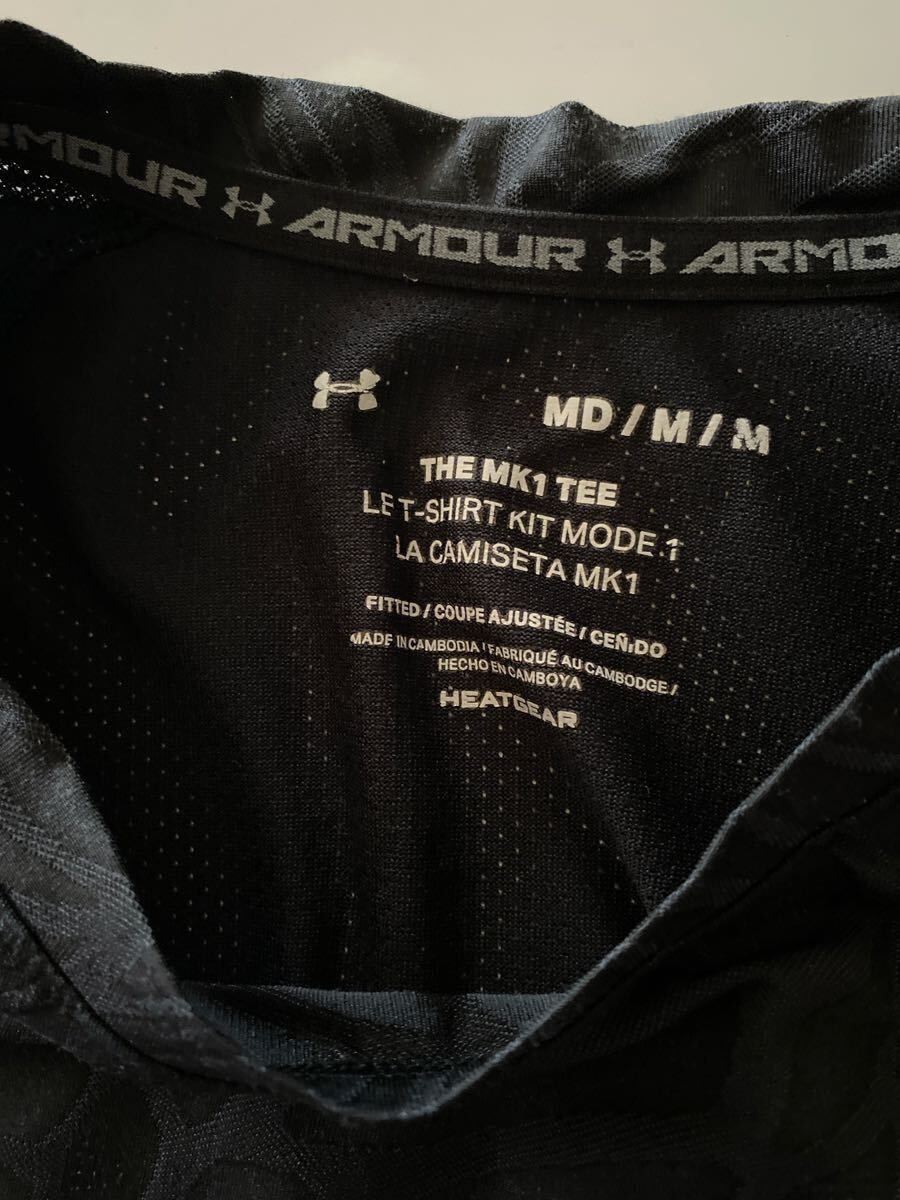 ARMOUR ARMOUR ARMO
MD / M / M
THE MK1 TEE
LE T-SHIRT KIT MODE 1
LA CAMISETA MK1
FITTED / COUPE AJUSTÉE / CEÑIDO
MADE IN CAMBODIA / FABRIQUÉ AU CAMBODGE /
HECHO EN CAMBOYA
HEATGEAR